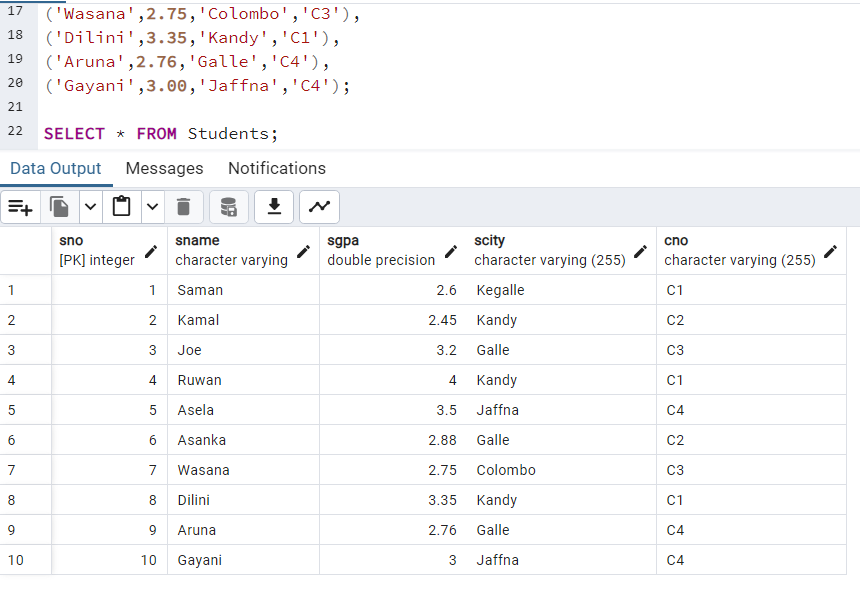 17 ('Wasana',2.75,'Colombo','C3'),
18 ('Dilini',3.35,'Kandy','C1'),
19 ('Aruna',2.76,'Galle','C4'),
20 ('Gayani',3.00,'Jaffna','C4');
21
22 SELECT * FROM Students;
Data Output Messages Notifications
sno sname sgpa scity cno
[PK] integer character varying double precision character varying (255) character varying (255)
1 1 Saman 2.6 Kegalle C1
2 2 Kamal 2.45 Kandy C2
3 3 Joe 3.2 Galle C3
4 4 Ruwan 4 Kandy C1
5 5 Asela 3.5 Jaffna C4
6 6 Asanka 2.88 Galle C2
7 7 Wasana 2.75 Colombo C3
8 8 Dilini 3.35 Kandy C1
9 9 Aruna 2.76 Galle C4
10 10 Gayani 3 Jaffna C4